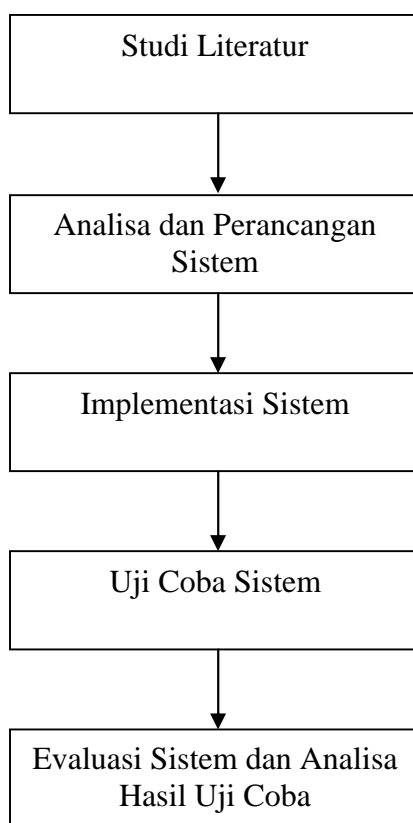 Studi Literatur
Analisa dan Perancangan
Sistem
Implementasi Sistem
Uji Coba Sistem
Evaluasi Sistem dan Analisa
Hasil Uji Coba